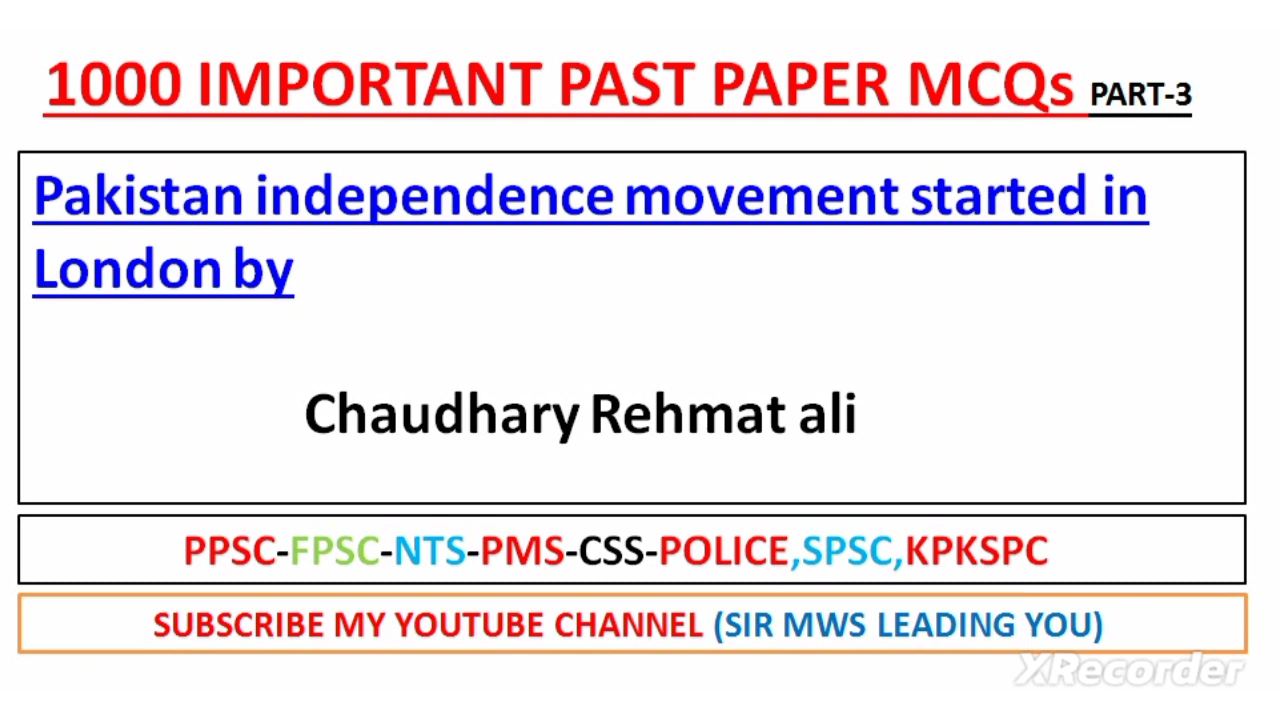 1000 IMPORTANT PAST PAPER MCQs PART-3
Pakistan independence movement started in
London by
Chaudhary Rehmat ali
PPSC-FPSC-NTS-PMS-CSS-POLICE,SPSC,KPKSPC
SUBSCRIBE MY YOUTUBE CHANNEL (SIR MWS LEADING YOU)
XRecorder